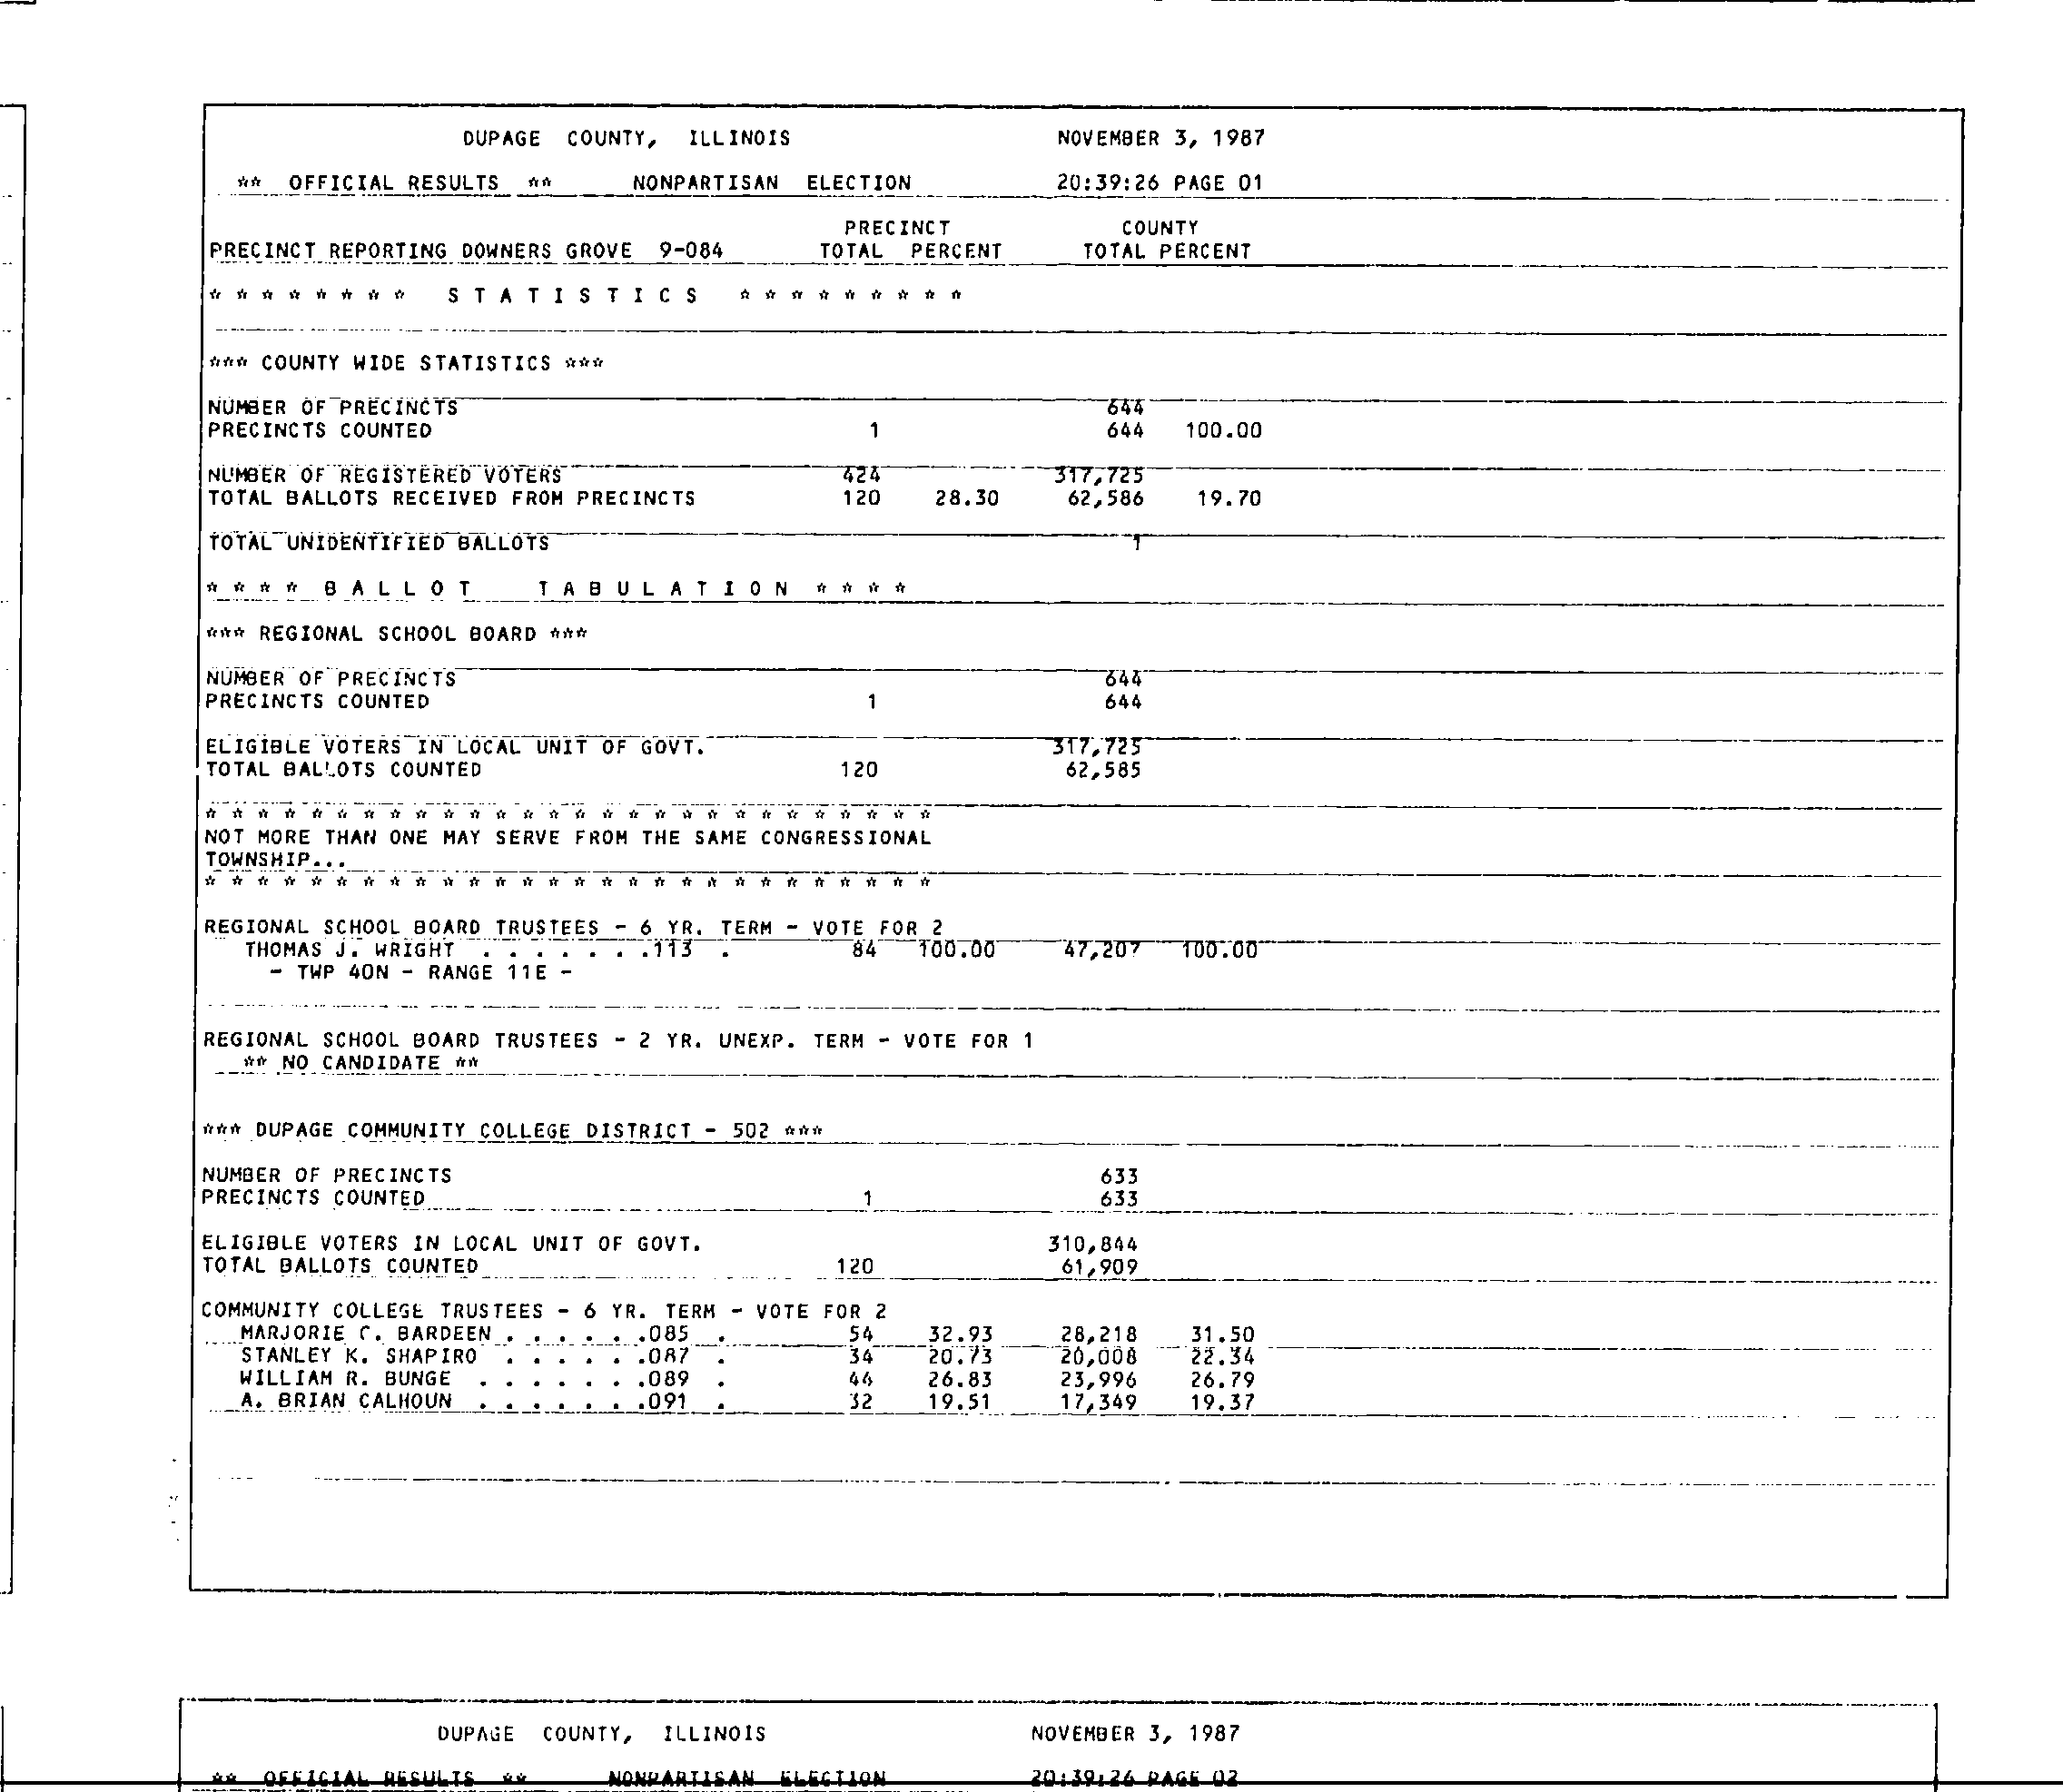 DUPAGE COUNTY, ILLINOIS NOVEMBER 3, 1987
** OFFICIAL RESULTS ** NONPARTISAN ELECTION 20:39:26 PAGE 01
PRECINCT COUNTY
PRECINCT REPORTING DOWNERS GROVE 9-084 TOTAL PERCENT TOTAL PERCENT
* * * * * * * * S T A T I S T I C S * * * * * * * * *
*** COUNTY WIDE STATISTICS ***
NUMBER OF PRECINCTS 644
PRECINCTS COUNTED 1 644 100.00
NUMBER OF REGISTERED VOTERS 424 317,725
TOTAL BALLOTS RECEIVED FROM PRECINCTS 120 28.30 62,586 19.70
TOTAL UNIDENTIFIED BALLOTS 1
* * * * B A L L O T T A B U L A T I O N * * * *
*** REGIONAL SCHOOL BOARD ***
NUMBER OF PRECINCTS 644
PRECINCTS COUNTED 1 644
ELIGIBLE VOTERS IN LOCAL UNIT OF GOVT. 317,725
TOTAL BALLOTS COUNTED 120 62,585
* * * * * * * * * * * * * * * * * * * * * * * * * * * *
NOT MORE THAN ONE MAY SERVE FROM THE SAME CONGRESSIONAL
TOWNSHIP...
* * * * * * * * * * * * * * * * * * * * * * * * * * * *
REGIONAL SCHOOL BOARD TRUSTEES - 6 YR. TERM - VOTE FOR 2
THOMAS J. WRIGHT . . . . . . .113 . 84 100.00 47,207 100.00
- TWP 40N - RANGE 11E -
REGIONAL SCHOOL BOARD TRUSTEES - 2 YR. UNEXP. TERM - VOTE FOR 1
** NO CANDIDATE **
*** DUPAGE COMMUNITY COLLEGE DISTRICT - 502 ***
NUMBER OF PRECINCTS 633
PRECINCTS COUNTED 1 633
ELIGIBLE VOTERS IN LOCAL UNIT OF GOVT. 310,844
TOTAL BALLOTS COUNTED 120 61,909
COMMUNITY COLLEGE TRUSTEES - 6 YR. TERM - VOTE FOR 2
MARJORIE C. BARDEEN . . . . . .085 . 54 32.93 28,218 31.50
STANLEY K. SHAPIRO . . . . . .087 . 34 20.73 20,008 22.34
WILLIAM R. BUNGE . . . . . . .089 . 44 26.83 23,996 26.79
A. BRIAN CALHOUN . . . . . . .091 . 32 19.51 17,349 19.37
DUPAGE COUNTY, ILLINOIS NOVEMBER 3, 1987
** OFFICIAL RESULTS ** NONPARTISAN ELECTION 20:39:26 PAGE 02